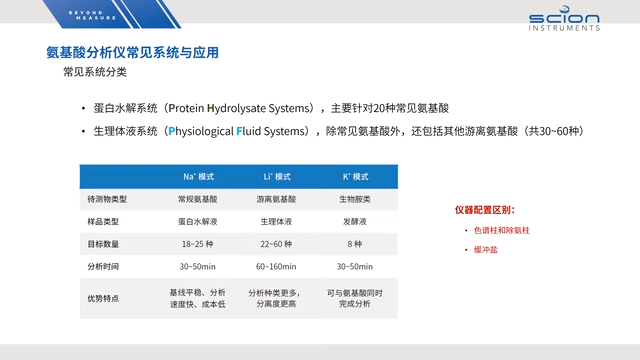 BEYOND
MEASURE
scion
INSTRUMENTS
氨基酸分析仪常见系统与应用
常见系统分类
• 蛋白水解系统（Protein Hydrolysate Systems），主要针对20种常见氨基酸
• 生理体液系统（Physiological Fluid Systems），除常见氨基酸外，还包括其他游离氨基酸（共30~60种）
Na⁺ 模式 Li⁺ 模式 K⁺ 模式
待测物类型 常规氨基酸 游离氨基酸 生物胺类
样品类型 蛋白水解液 生理体液 发酵液
目标数量 18~25 种 22~60 种 8 种
分析时间 30~50min 60~160min 30~50min
优势特点 基线平稳、分析 分析种类更多， 可与氨基酸同时
速度快、成本低 分离度更高 完成分析
仪器配置区别：
• 色谱柱和除氨柱
• 缓冲盐